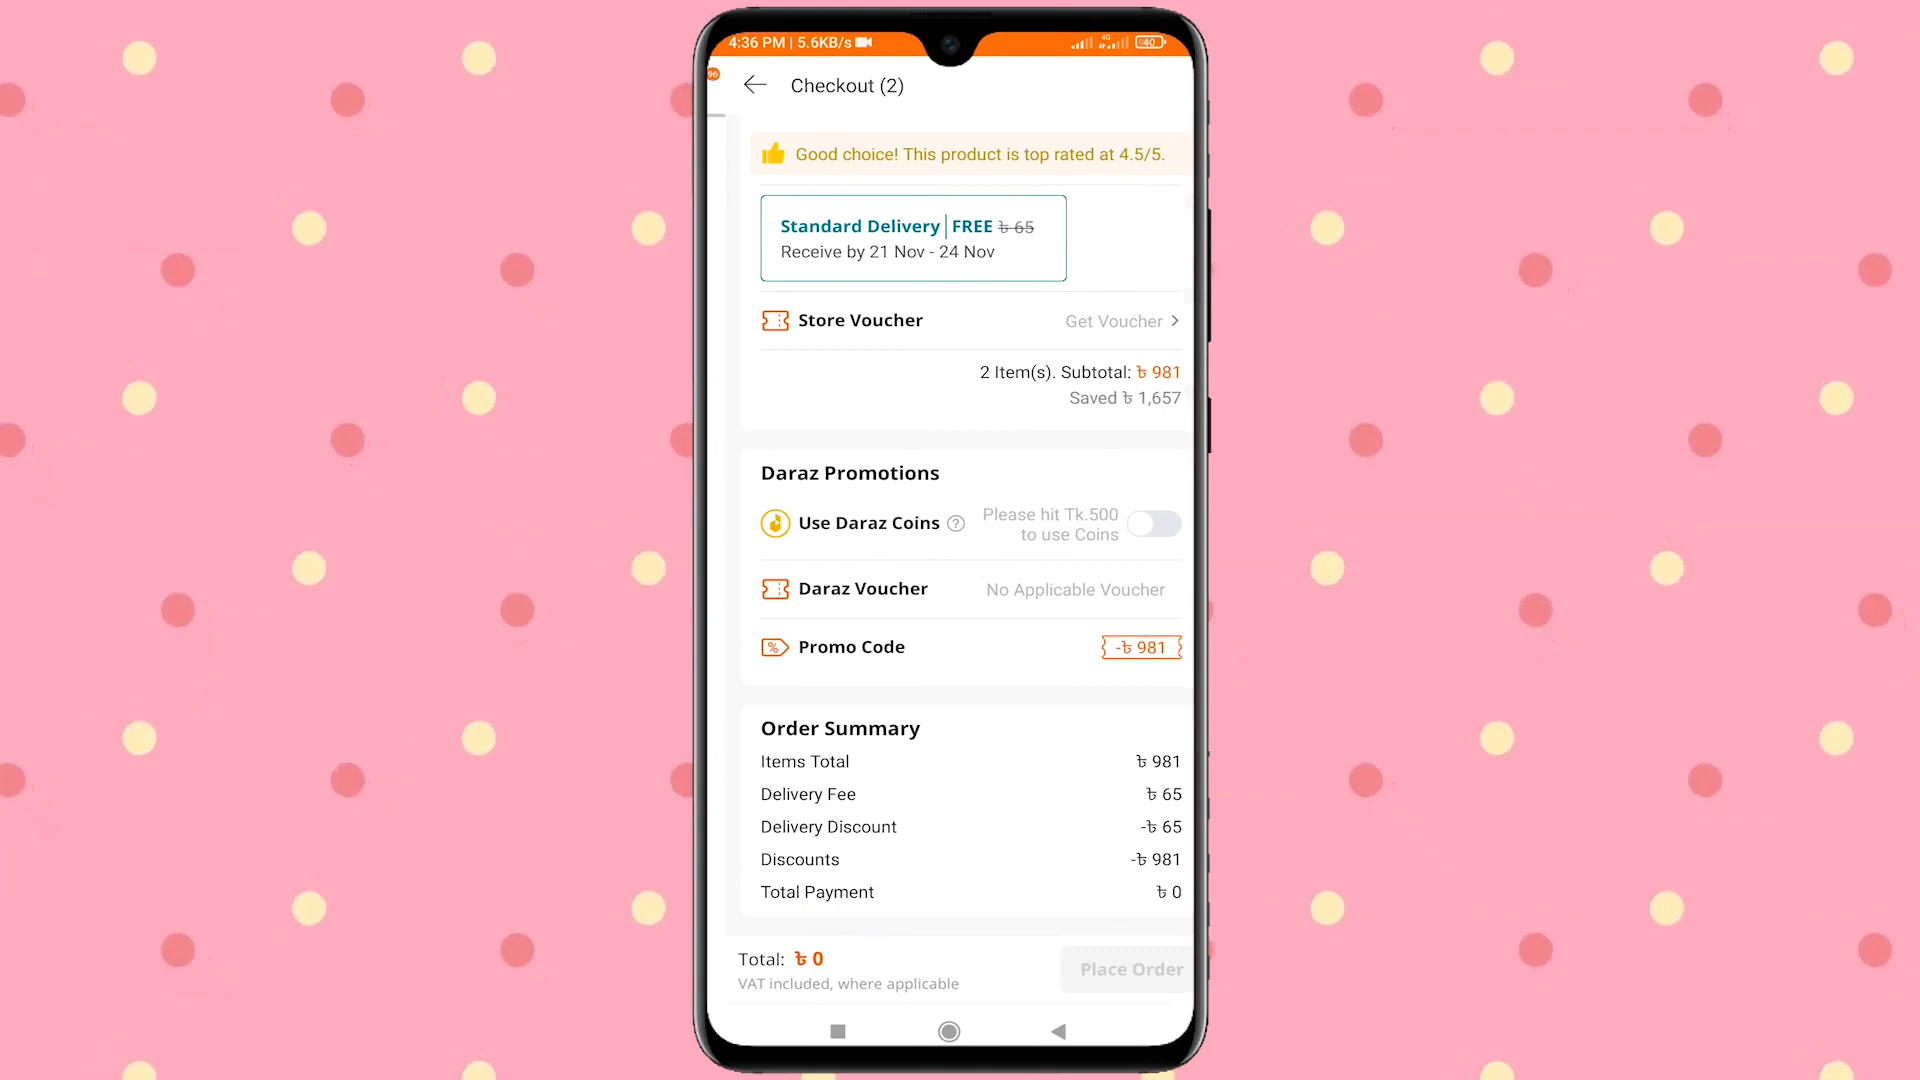 4:36 PM | 5.6KB/s 4G 40
96
Checkout (2)
Good choice! This product is top rated at 4.5/5.
Standard Delivery | FREE ৳ 65
Receive by 21 Nov - 24 Nov
Store Voucher Get Voucher
2 Item(s). Subtotal: ৳ 981
Saved ৳ 1,657
Daraz Promotions
Use Daraz Coins ? Please hit Tk.500
to use Coins
Daraz Voucher No Applicable Voucher
% Promo Code -৳ 981
Order Summary
Items Total ৳ 981
Delivery Fee ৳ 65
Delivery Discount -৳ 65
Discounts -৳ 981
Total Payment ৳ 0
Total: ৳ 0
VAT included, where applicable
Place Order